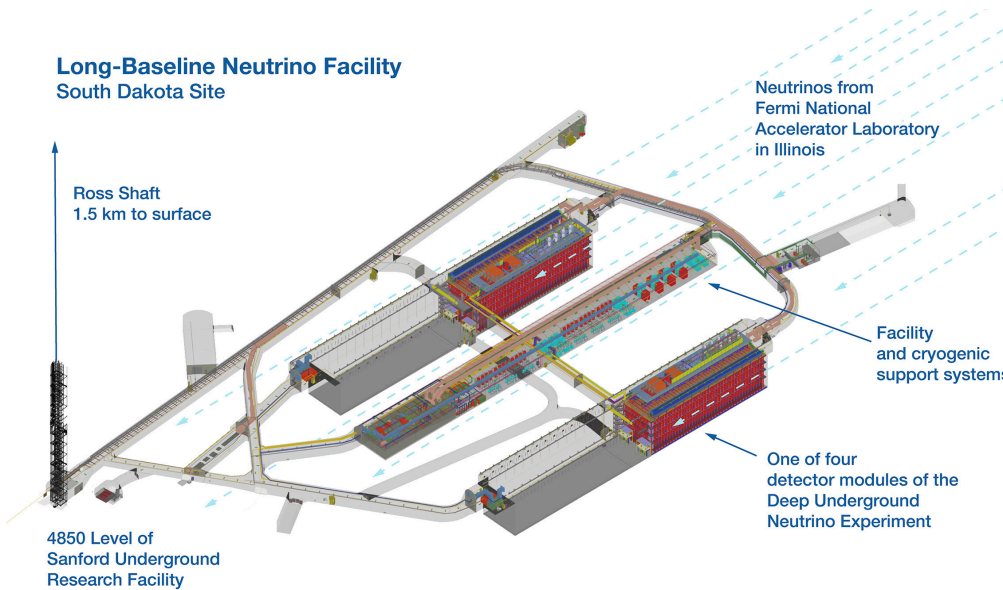 Long-Baseline Neutrino Facility
South Dakota Site
Neutrinos from
Fermi National
Accelerator Laboratory
in Illinois
Ross Shaft
1.5 km to surface
Facility
and cryogenic
support systems
One of four
detector modules of the
Deep Underground
Neutrino Experiment
4850 Level of
Sanford Underground
Research Facility